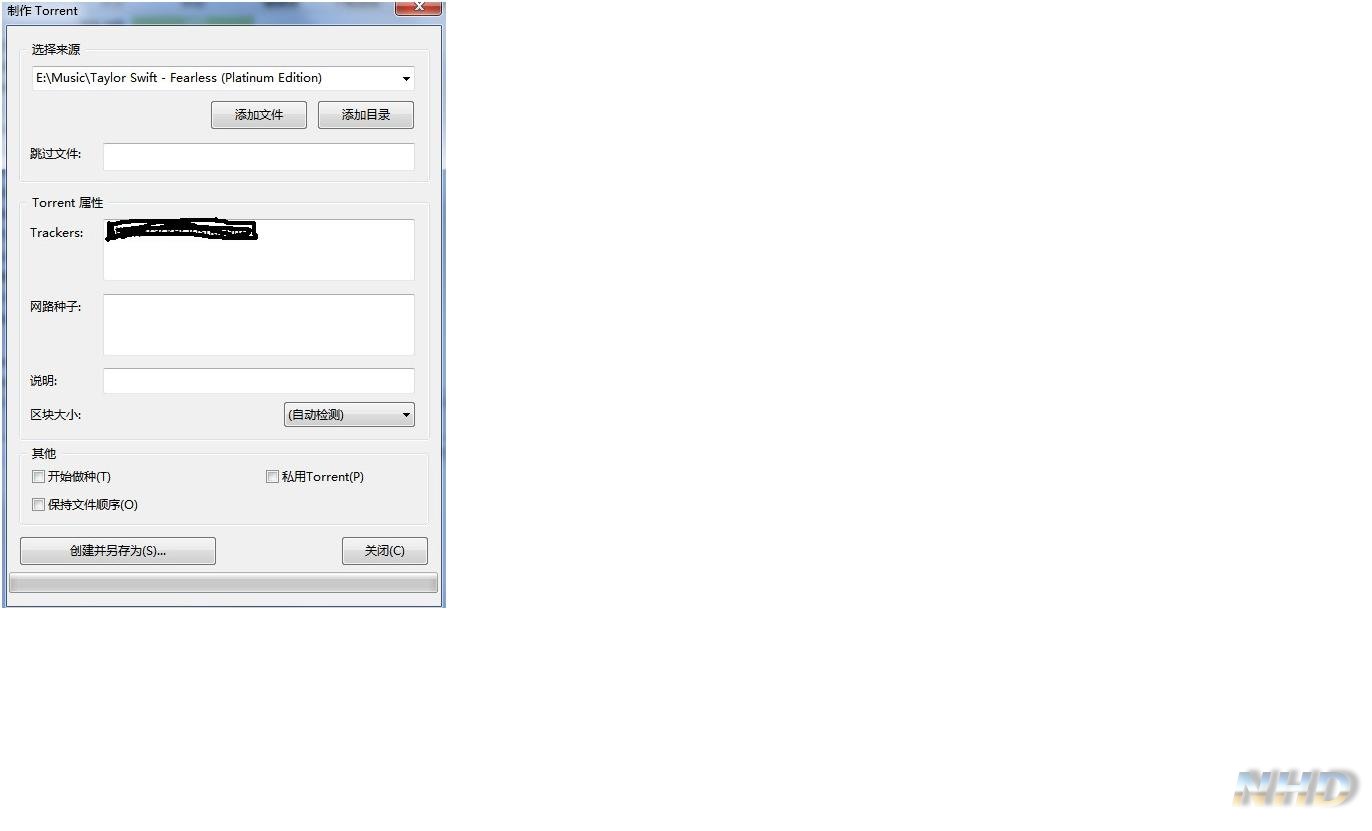 制作 Torrent
选择来源
E:\Music\Taylor Swift - Fearless (Platinum Edition)
添加文件 添加目录
跳过文件:
Torrent 属性
Trackers:
网路种子:
说明:
区块大小: (自动检测)
其他
开始做种(T) 私用Torrent(P)
保持文件顺序(O)
创建并另存为(S)... 关闭(C)
NHD